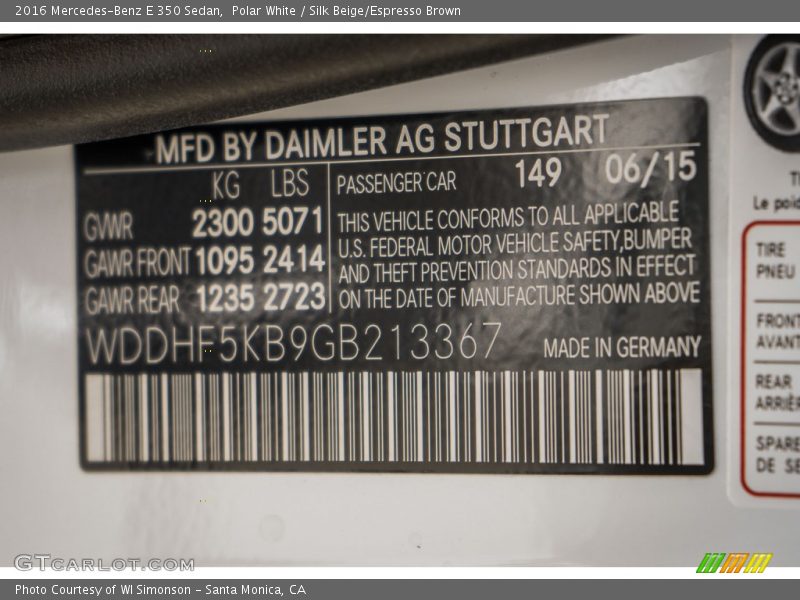 2016 Mercedes-Benz E 350 Sedan, Polar White / Silk Beige/Espresso Brown
MFD BY DAIMLER AG STUTTGART
KG LBS
GVWR 2300 5071
GAWR FRONT 1095 2414
GAWR REAR 1235 2723
PASSENGER CAR 149 06/15
THIS VEHICLE CONFORMS TO ALL APPLICABLE
U.S. FEDERAL MOTOR VEHICLE SAFETY, BUMPER
AND THEFT PREVENTION STANDARDS IN EFFECT
ON THE DATE OF MANUFACTURE SHOWN ABOVE
WDDHF5KB9GB213367 MADE IN GERMANY
Le
TIRE
PNEU
FRONT
AVANT
REAR
SPARE
DE
GTCARLOT.COM
Photo Courtesy of WI Simonson - Santa Monica, CA